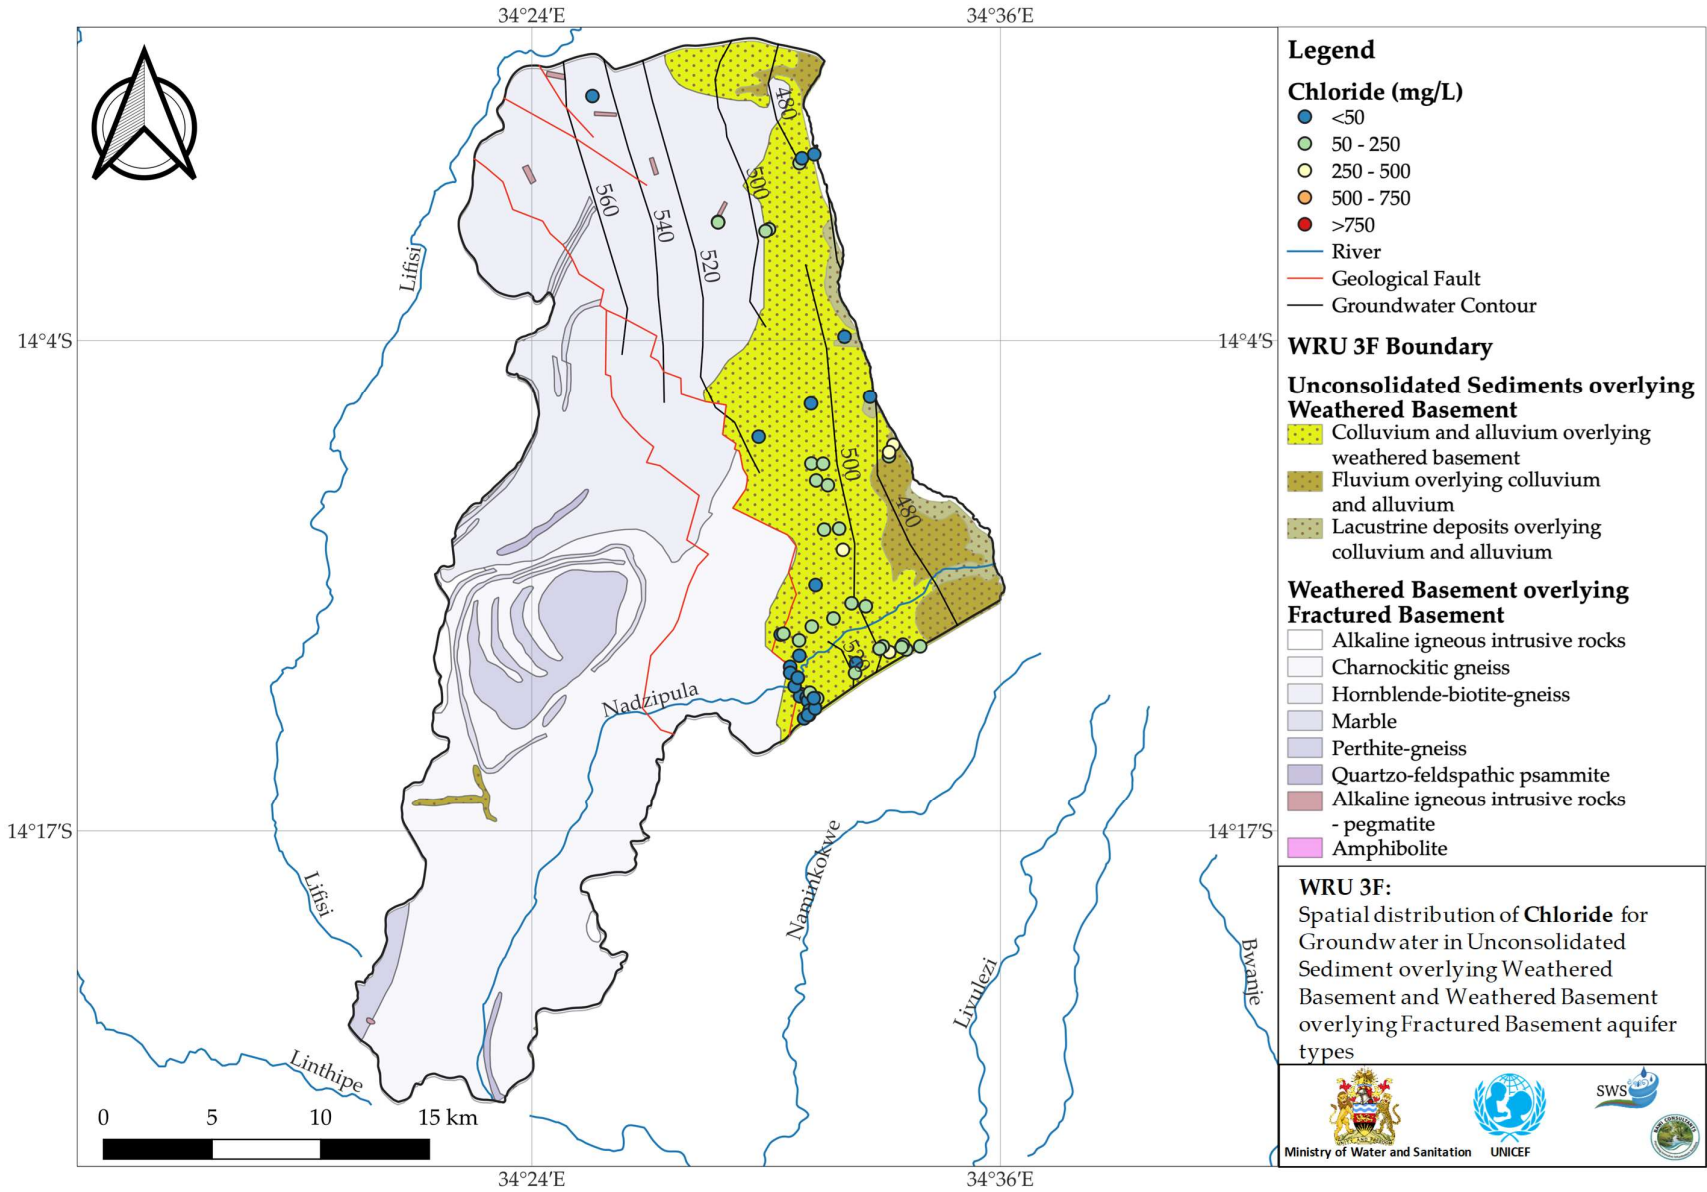 34°24'E
34°36'E
480
500
560
540
520
Lifisi
14°4'S
14°4'S
500
480
Nadzipula
14°17'S
14°17'S
Naminkokwe
Lifisi
Livulezi
Bwanje
Linthipe
0 5 10 15 km
34°24'E
34°36'E
Legend
Chloride (mg/L)
<50
50 - 250
250 - 500
500 - 750
>750
River
Geological Fault
Groundwater Contour
WRU 3F Boundary
Unconsolidated Sediments overlying
Weathered Basement
Colluvium and alluvium overlying
weathered basement
Fluvium overlying colluvium
and alluvium
Lacustrine deposits overlying
colluvium and alluvium
Weathered Basement overlying
Fractured Basement
Alkaline igneous intrusive rocks
Charnockitic gneiss
Hornblende-biotite-gneiss
Marble
Perthite-gneiss
Quartzo-feldspathic psammite
Alkaline igneous intrusive rocks
- pegmatite
Amphibolite
WRU 3F:
Spatial distribution of Chloride for
Groundwater in Unconsolidated
Sediment overlying Weathered
Basement and Weathered Basement
overlying Fractured Basement aquifer
types
SWS
Ministry of Water and Sanitation
UNICEF